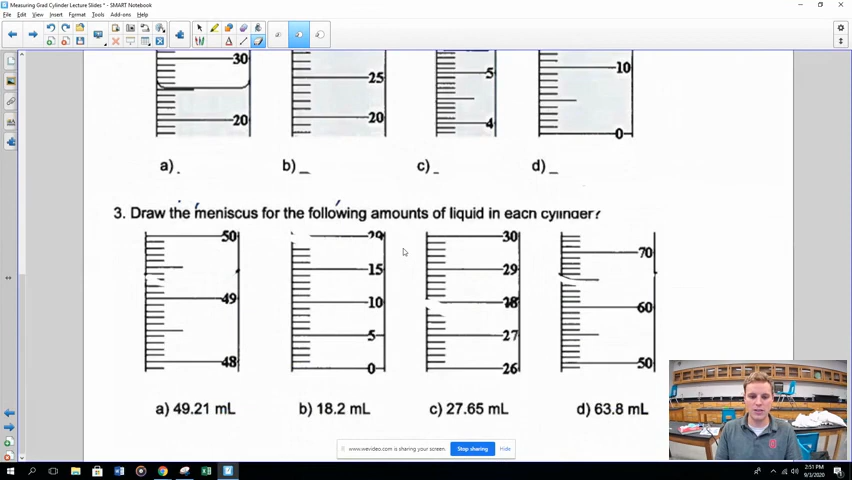 Measuring Grad Cylinder Lecture Slides * - SMART Notebook
File Edit View Insert Format Tools Add-ons Help
30 25 5 10
20 20 4 0
a) b) c) d)
3. Draw the meniscus for the following amounts of liquid in each cylinder?
50 20 30 70
15 29
49 10 28 60
5 27
48 0 26 50
a) 49.21 mL b) 18.2 mL c) 27.65 mL d) 63.8 mL
www.wevideo.com is sharing your screen. Stop sharing Hide
2:51 PM
9/3/2020